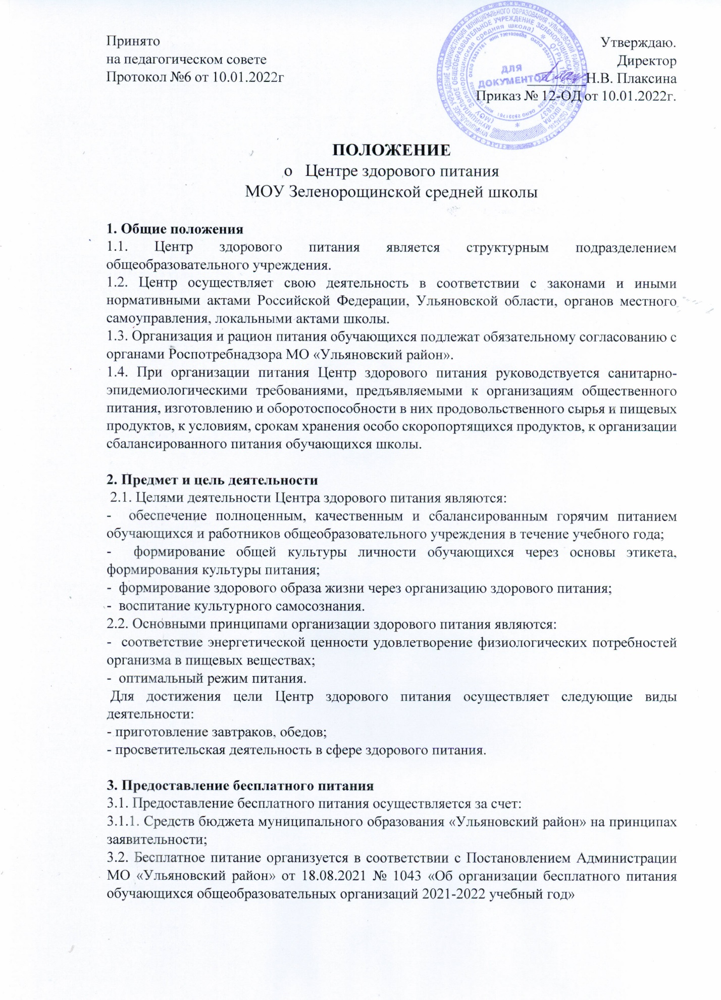 Принято
на педагогическом совете
Протокол №6 от 10.01.2022г
Утверждаю.
Директор
Н.В. Плаксина
Приказ № 12-ОД от 10.01.2022г.
ДЛЯ
ДОКУМЕНТОВ
ПОЛОЖЕНИЕ
о Центре здорового питания
МОУ Зеленорощинской средней школы
1. Общие положения
1.1. Центр здорового питания является структурным подразделением
общеобразовательного учреждения.
1.2. Центр осуществляет свою деятельность в соответствии с законами и иными
нормативными актами Российской Федерации, Ульяновской области, органов местного
самоуправления, локальными актами школы.
1.3. Организация и рацион питания обучающихся подлежат обязательному согласованию с
органами Роспотребнадзора МО «Ульяновский район».
1.4. При организации питания Центр здорового питания руководствуется санитарно-
эпидемиологическими требованиями, предъявляемыми к организациям общественного
питания, изготовлению и оборотоспособности в них продовольственного сырья и пищевых
продуктов, к условиям, срокам хранения особо скоропортящихся продуктов, к организации
сбалансированного питания обучающихся школы.
2. Предмет и цель деятельности
2.1. Целями деятельности Центра здорового питания являются:
- обеспечение полноценным, качественным и сбалансированным горячим питанием
обучающихся и работников общеобразовательного учреждения в течение учебного года;
- формирование общей культуры личности обучающихся через основы этикета,
формирования культуры питания;
- формирование здорового образа жизни через организацию здорового питания;
- воспитание культурного самосознания.
2.2. Основными принципами организации здорового питания являются:
- соответствие энергетической ценности удовлетворение физиологических потребностей
организма в пищевых веществах;
- оптимальный режим питания.
Для достижения цели Центр здорового питания осуществляет следующие виды
деятельности:
- приготовление завтраков, обедов;
- просветительская деятельность в сфере здорового питания.
3. Предоставление бесплатного питания
3.1. Предоставление бесплатного питания осуществляется за счет:
3.1.1. Средств бюджета муниципального образования «Ульяновский район» на принципах
заявительности;
3.2. Бесплатное питание организуется в соответствии с Постановлением Администрации
МО «Ульяновский район» от 18.08.2021 № 1043 «Об организации бесплатного питания
обучающихся общеобразовательных организаций 2021-2022 учебный год»